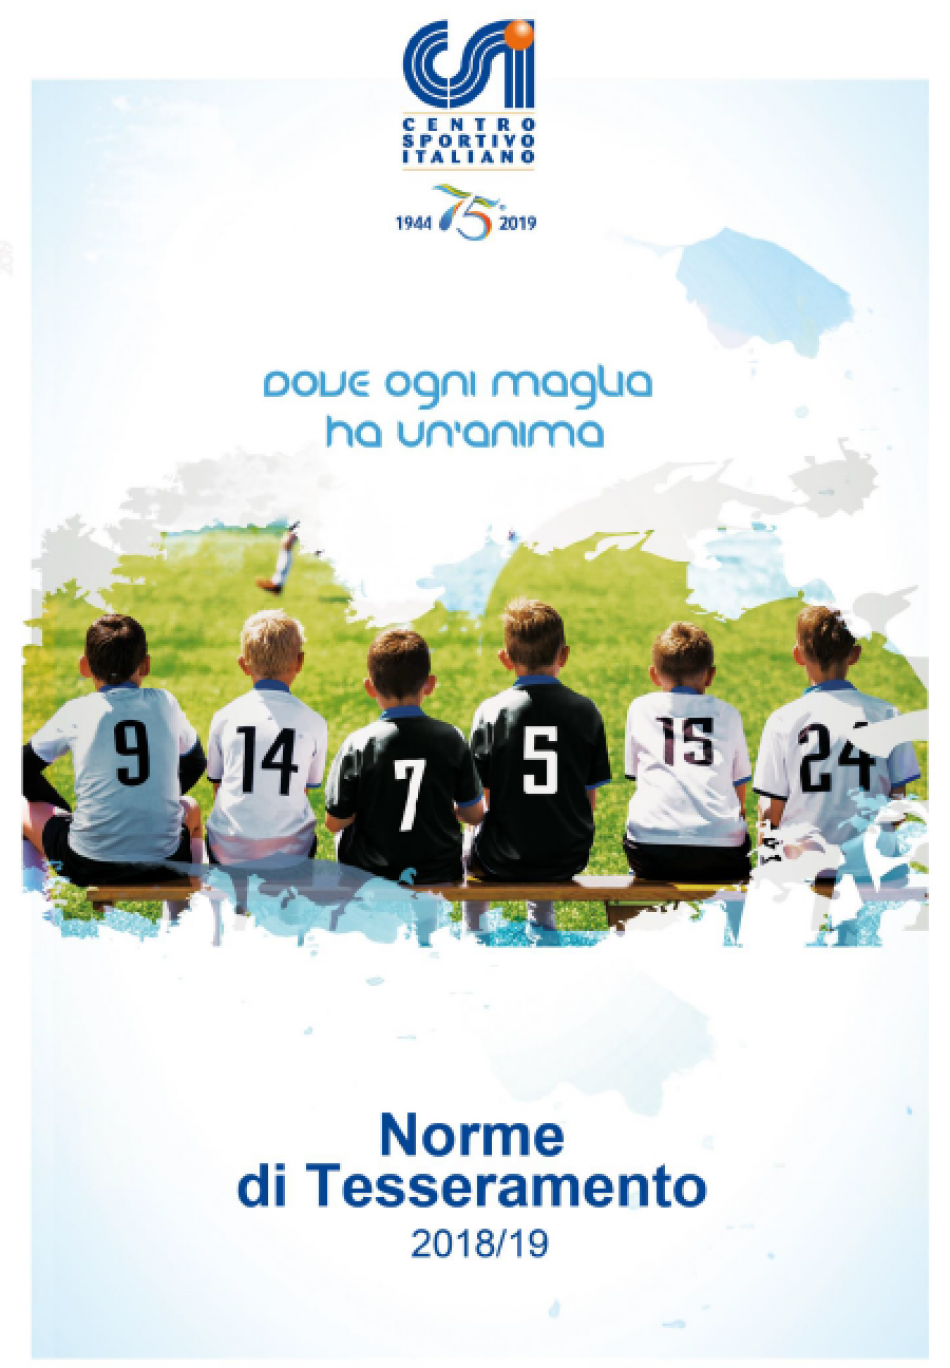 CSI
CENTRO
SPORTIVO
ITALIANO
1944 75° 2019
DOVE OGNI MAGLIA
HA UN'ANIMA
9 14 7 5 15 24
Norme
di Tesseramento
2018/19
2019